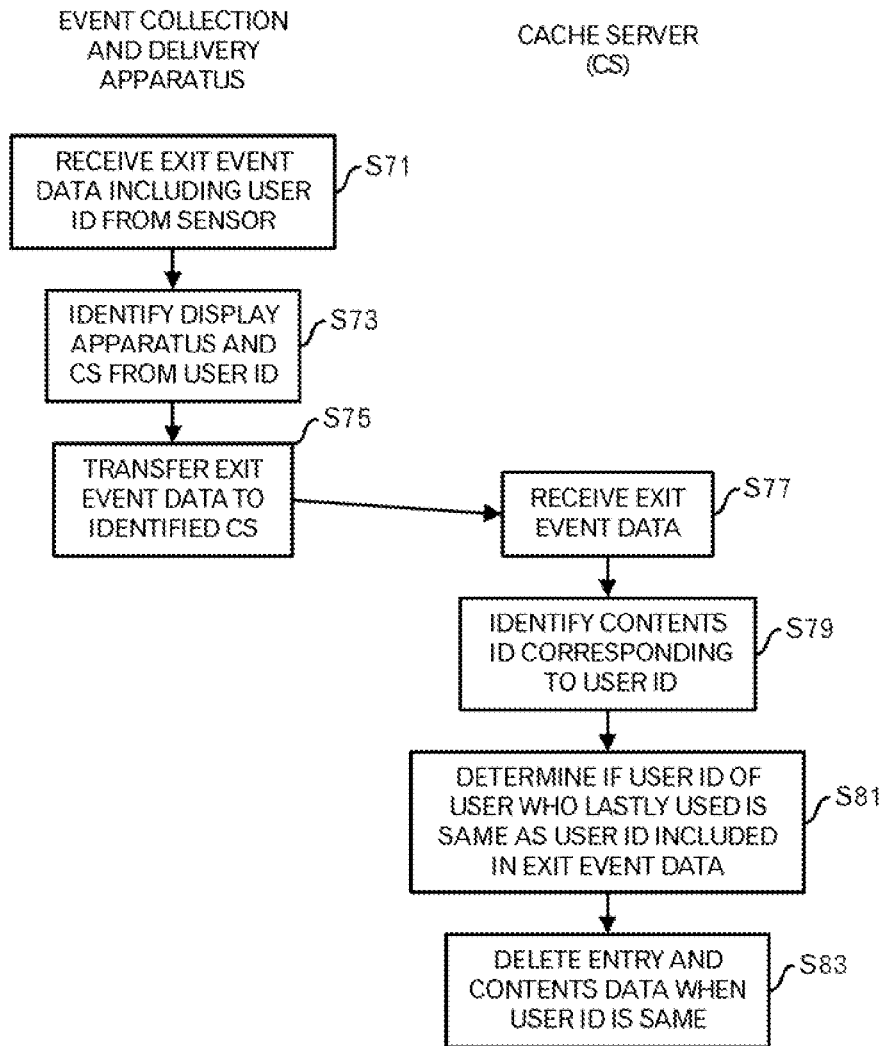 EVENT COLLECTION
AND DELIVERY
APPARATUS
CACHE SERVER
(CS)
RECEIVE EXIT EVENT
DATA INCLUDING USER
ID FROM SENSOR
S71
IDENTIFY DISPLAY
APPARATUS AND
CS FROM USER ID
S73
TRANSFER EXIT
EVENT DATA TO
IDENTIFIED CS
S75
RECEIVE EXIT
EVENT DATA
S77
IDENTIFY CONTENTS
ID CORRESPONDING
TO USER ID
S79
DETERMINE IF USER ID OF
USER WHO LASTLY USED IS
SAME AS USER ID INCLUDED
IN EXIT EVENT DATA
S81
DELETE ENTRY AND
CONTENTS DATA WHEN
USER ID IS SAME
S83